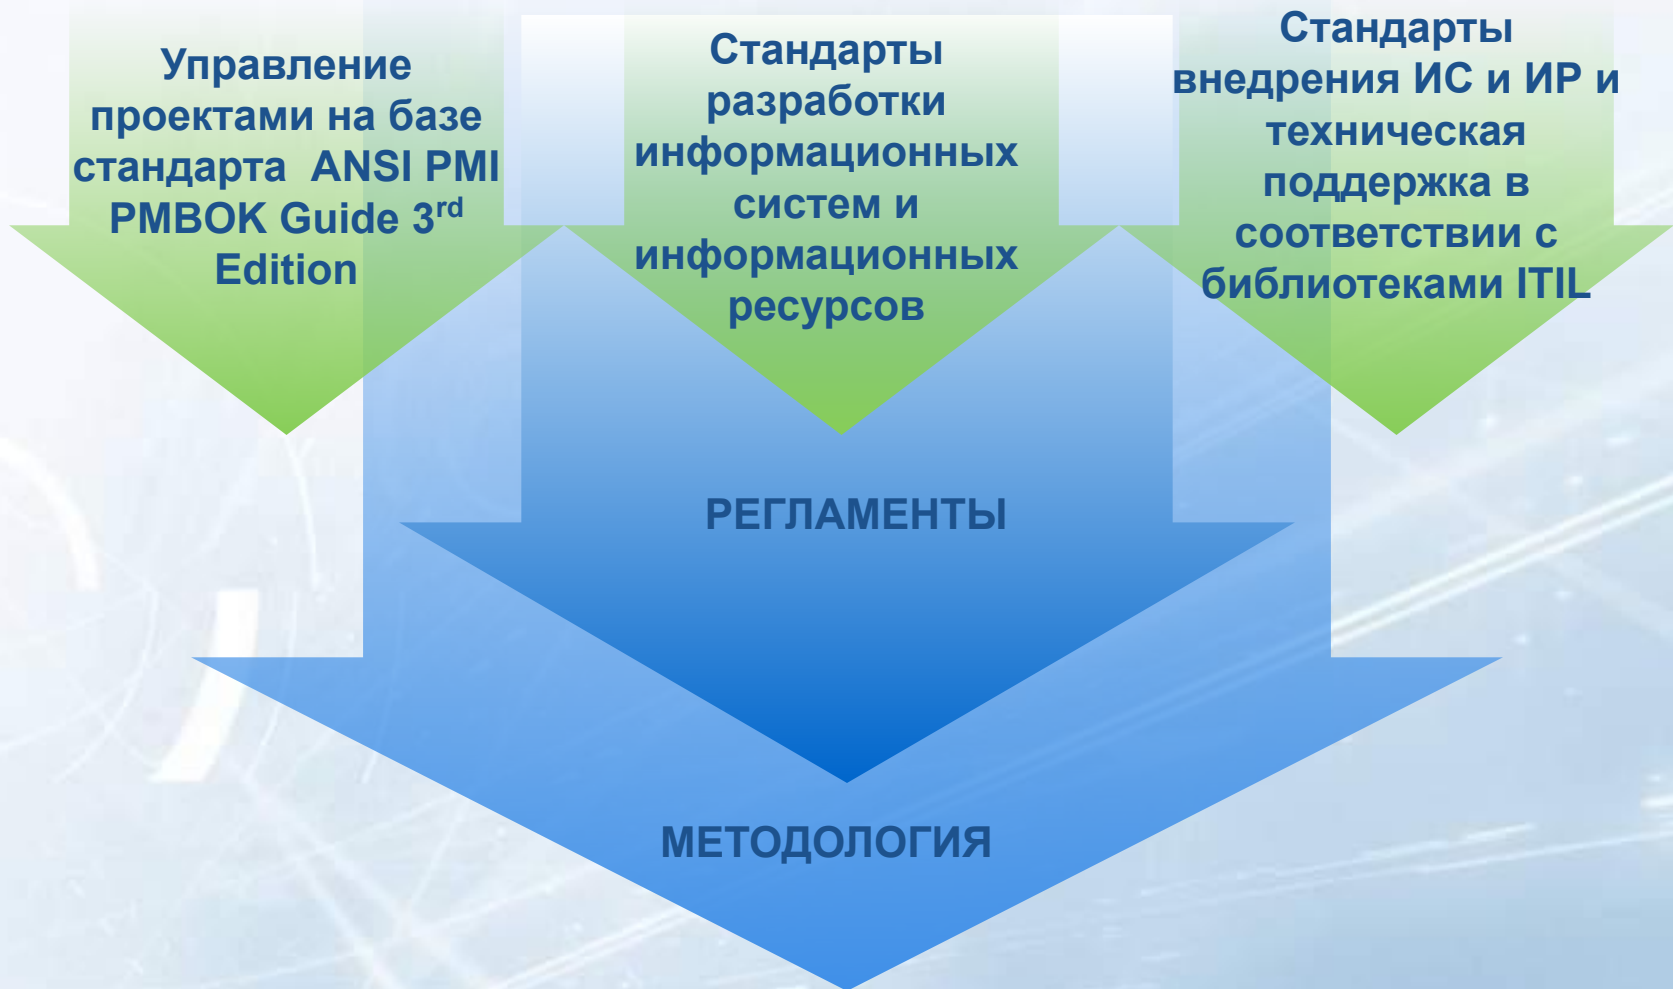 Управление
проектами на базе
стандарта ANSI PMI
PMBOK Guide 3rd
Edition
Стандарты
разработки
информационных
систем и
информационных
ресурсов
Стандарты
внедрения ИС и ИР и
техническая
поддержка в
соответствии с
библиотеками ITIL
РЕГЛАМЕНТЫ
МЕТОДОЛОГИЯ